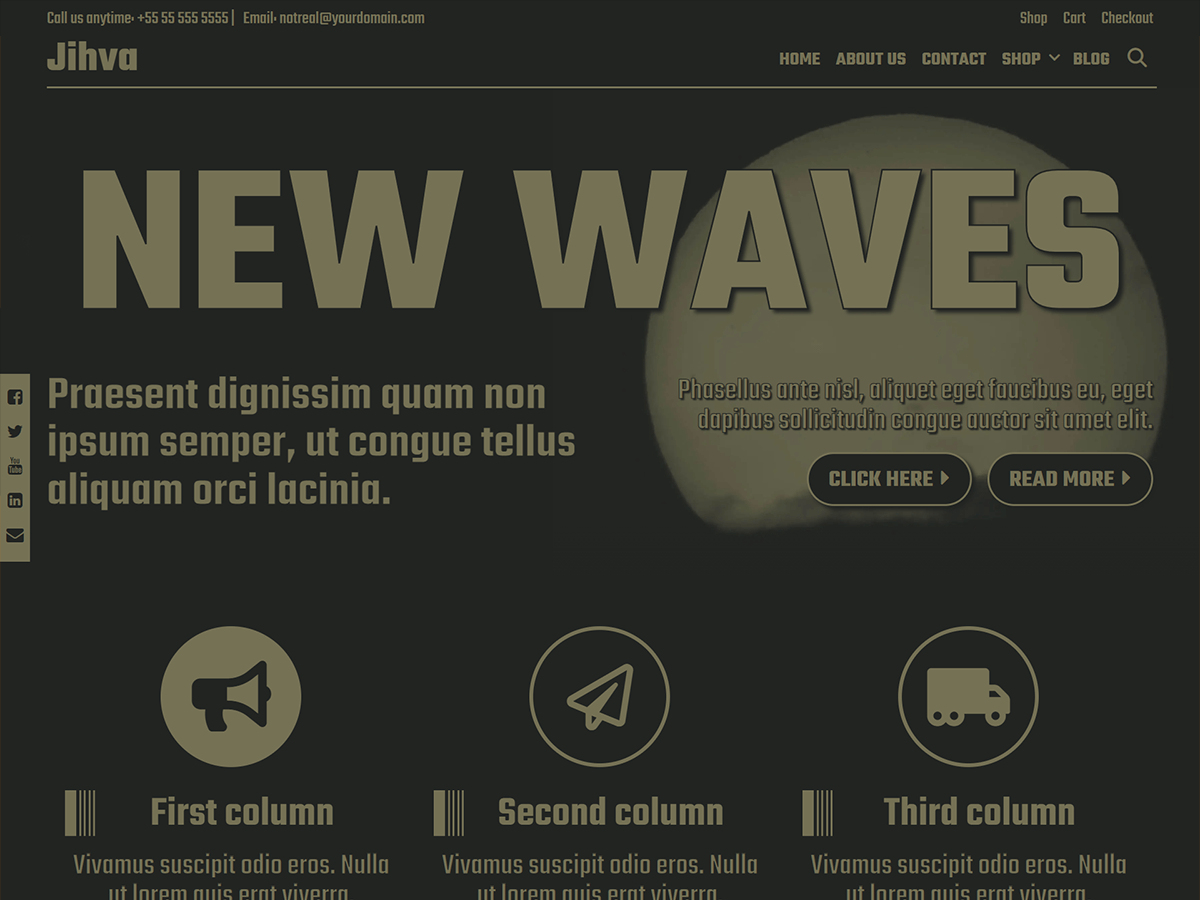 Call us anytime: +55 55 555 5555 | Email: notreal@yourdomain.com
Shop Cart Checkout
Jihva
HOME ABOUT US CONTACT SHOP BLOG
NEW WAVES
Praesent dignissim quam non
ipsum semper, ut congue tellus
aliquam orci lacinia.
Phasellus ante nisl, aliquet eget faucibus eu, eget
dapibus sollicitudin congue auctor sit amet elit.
CLICK HERE READ MORE
You
Tube
First column
Second column
Third column
Vivamus suscipit odio eros. Nulla
ut lorem quis erat viverra
Vivamus suscipit odio eros. Nulla
ut lorem quis erat viverra
Vivamus suscipit odio eros. Nulla
ut lorem quis erat viverra